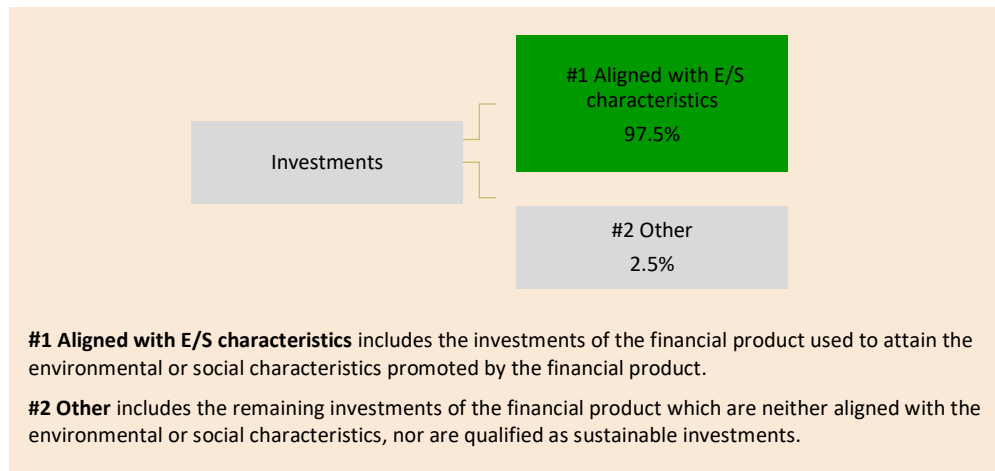 #1 Aligned with E/S
characteristics
97.5%
Investments
#2 Other
2.5%
#1 Aligned with E/S characteristics includes the investments of the financial product used to attain the
environmental or social characteristics promoted by the financial product.
#2 Other includes the remaining investments of the financial product which are neither aligned with the
environmental or social characteristics, nor are qualified as sustainable investments.